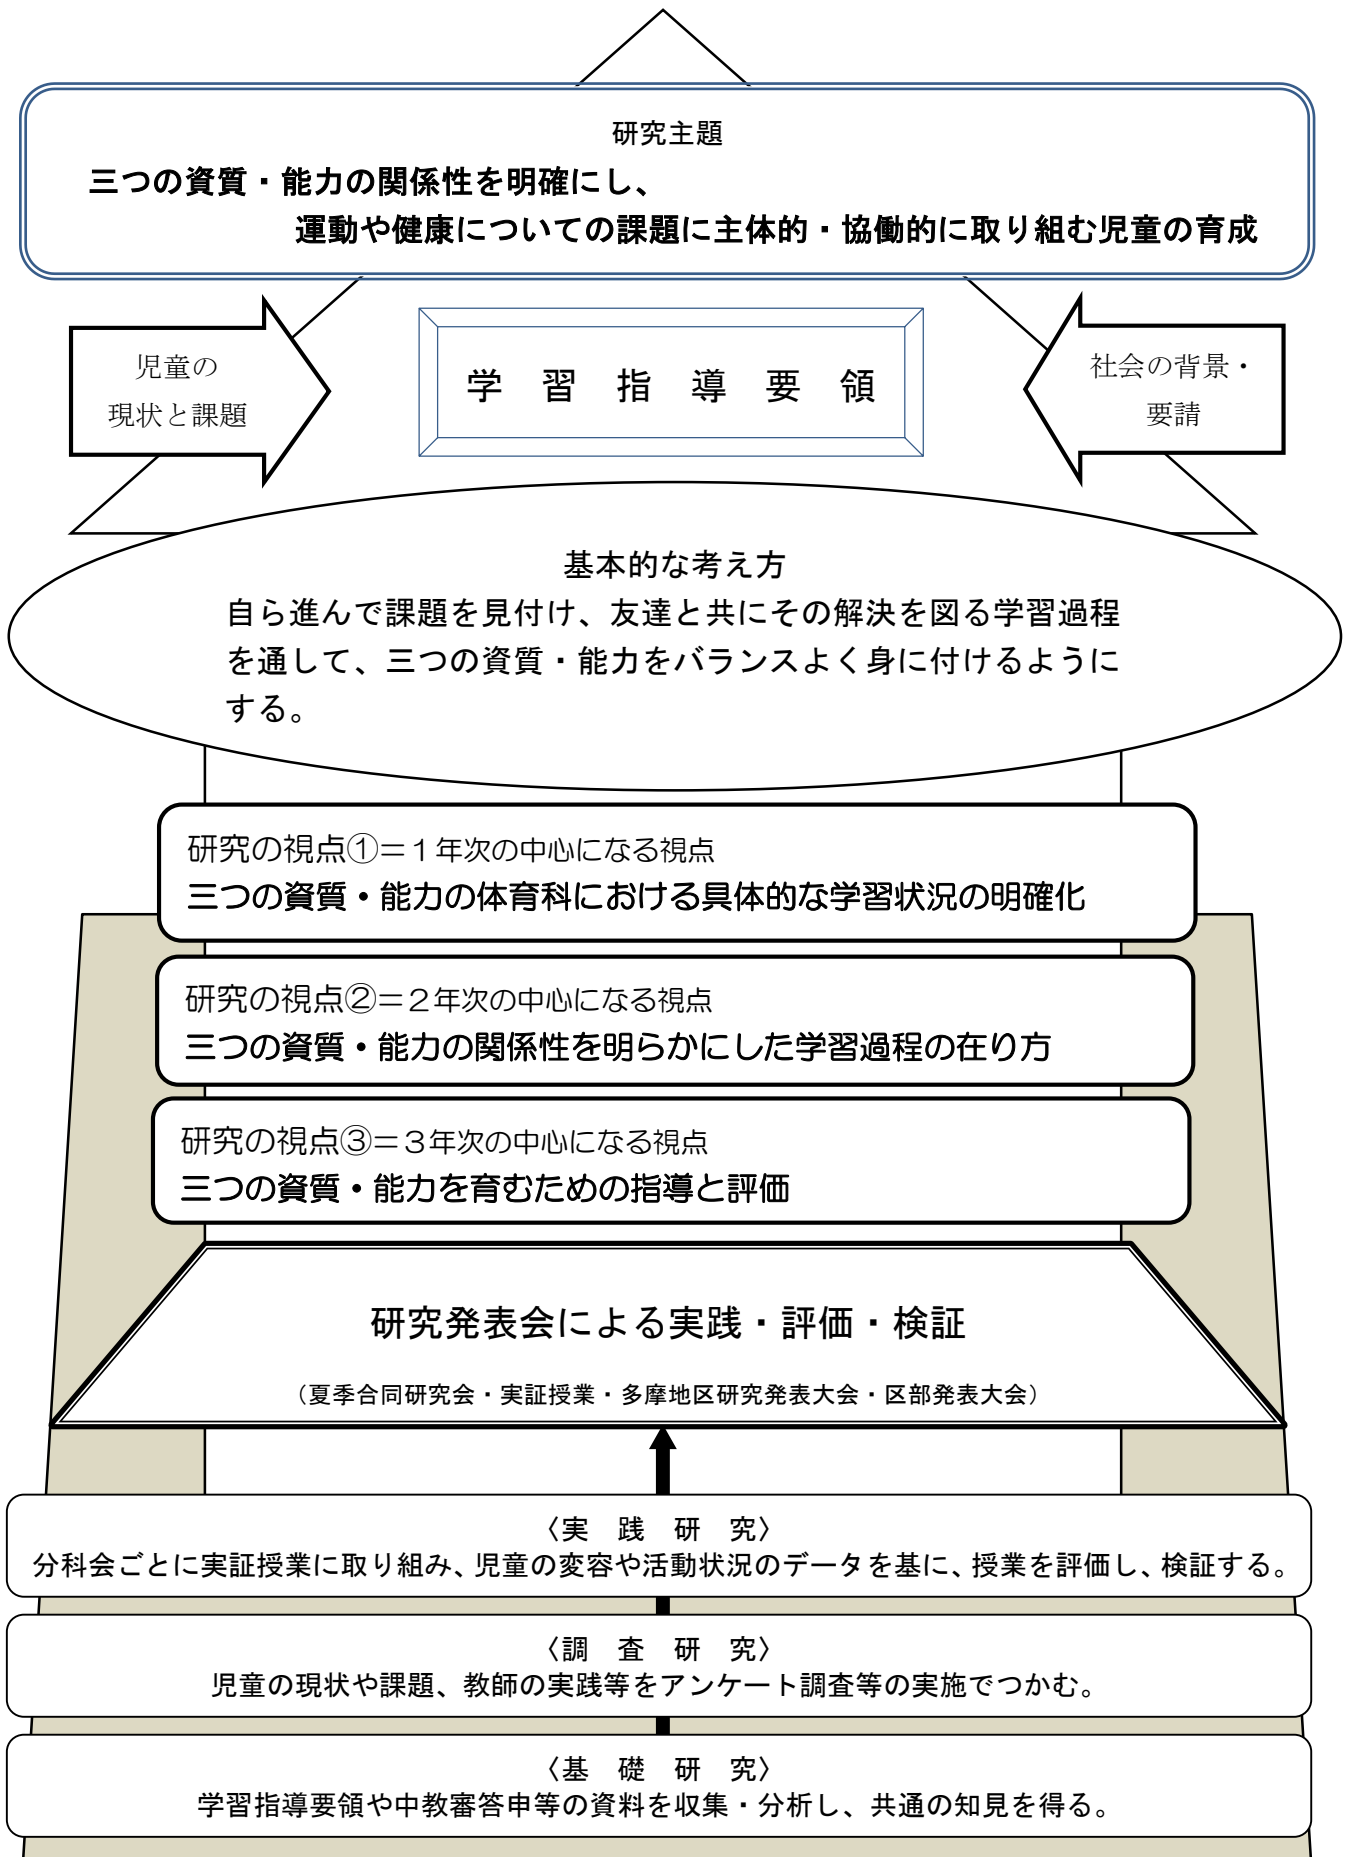 研究主題
三つの資質・能力の関係性を明確にし、
運動や健康についての課題に主体的・協働的に取り組む児童の育成
児童の
現状と課題
学　習　指　導　要　領
社会の背景・
要請
基本的な考え方
自ら進んで課題を見付け、友達と共にその解決を図る学習過程
を通して、三つの資質・能力をバランスよく身に付けるように
する。
研究の視点①＝１年次の中心になる視点
三つの資質・能力の体育科における具体的な学習状況の明確化
研究の視点②＝２年次の中心になる視点
三つの資質・能力の関係性を明らかにした学習過程の在り方
研究の視点③＝３年次の中心になる視点
三つの資質・能力を育むための指導と評価
研究発表会による実践・評価・検証
（夏季合同研究会・実証授業・多摩地区研究発表大会・区部発表大会）
〈実　践　研　究〉
分科会ごとに実証授業に取り組み、児童の変容や活動状況のデータを基に、授業を評価し、検証する。
〈調　査　研　究〉
児童の現状や課題、教師の実践等をアンケート調査等の実施でつかむ。
〈基　礎　研　究〉
学習指導要領や中教審答申等の資料を収集・分析し、共通の知見を得る。